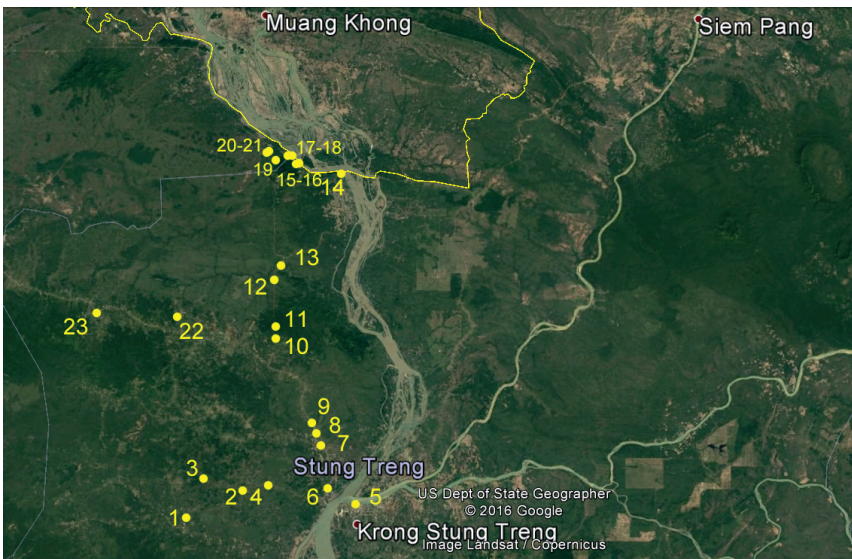 Muang Khong
Siem Pang
20-21
17-18
19
15-16
14
13
12
23
22
11
10
9
8
7
3
Stung Treng
2
4
6
5
US Dept of State Geographer
© 2016 Google
1
Krong Stung Treng
Image Landsat / Copernicus